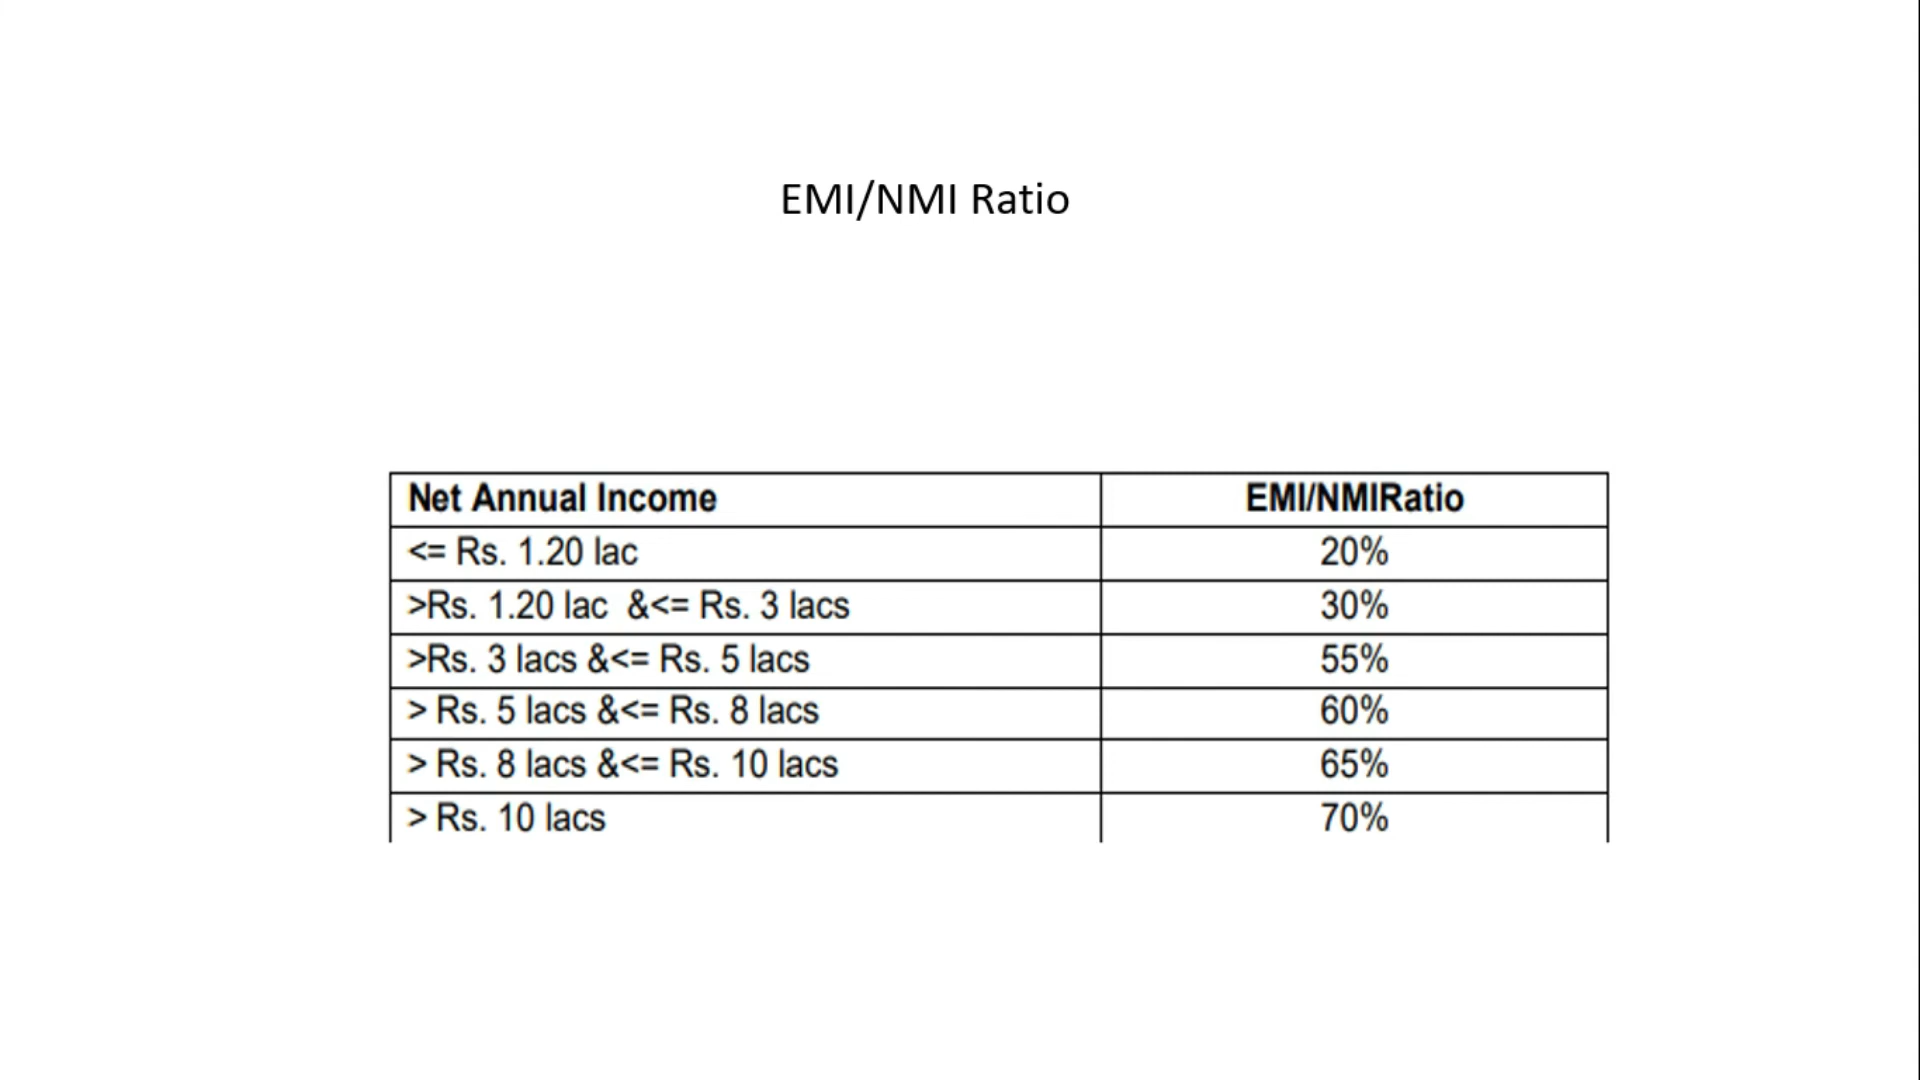 EMI/NMI Ratio
Net Annual Income EMI/NMIRatio
<= Rs. 1.20 lac 20%
>Rs. 1.20 lac &<= Rs. 3 lacs 30%
>Rs. 3 lacs &<= Rs. 5 lacs 55%
> Rs. 5 lacs &<= Rs. 8 lacs 60%
> Rs. 8 lacs &<= Rs. 10 lacs 65%
> Rs. 10 lacs 70%